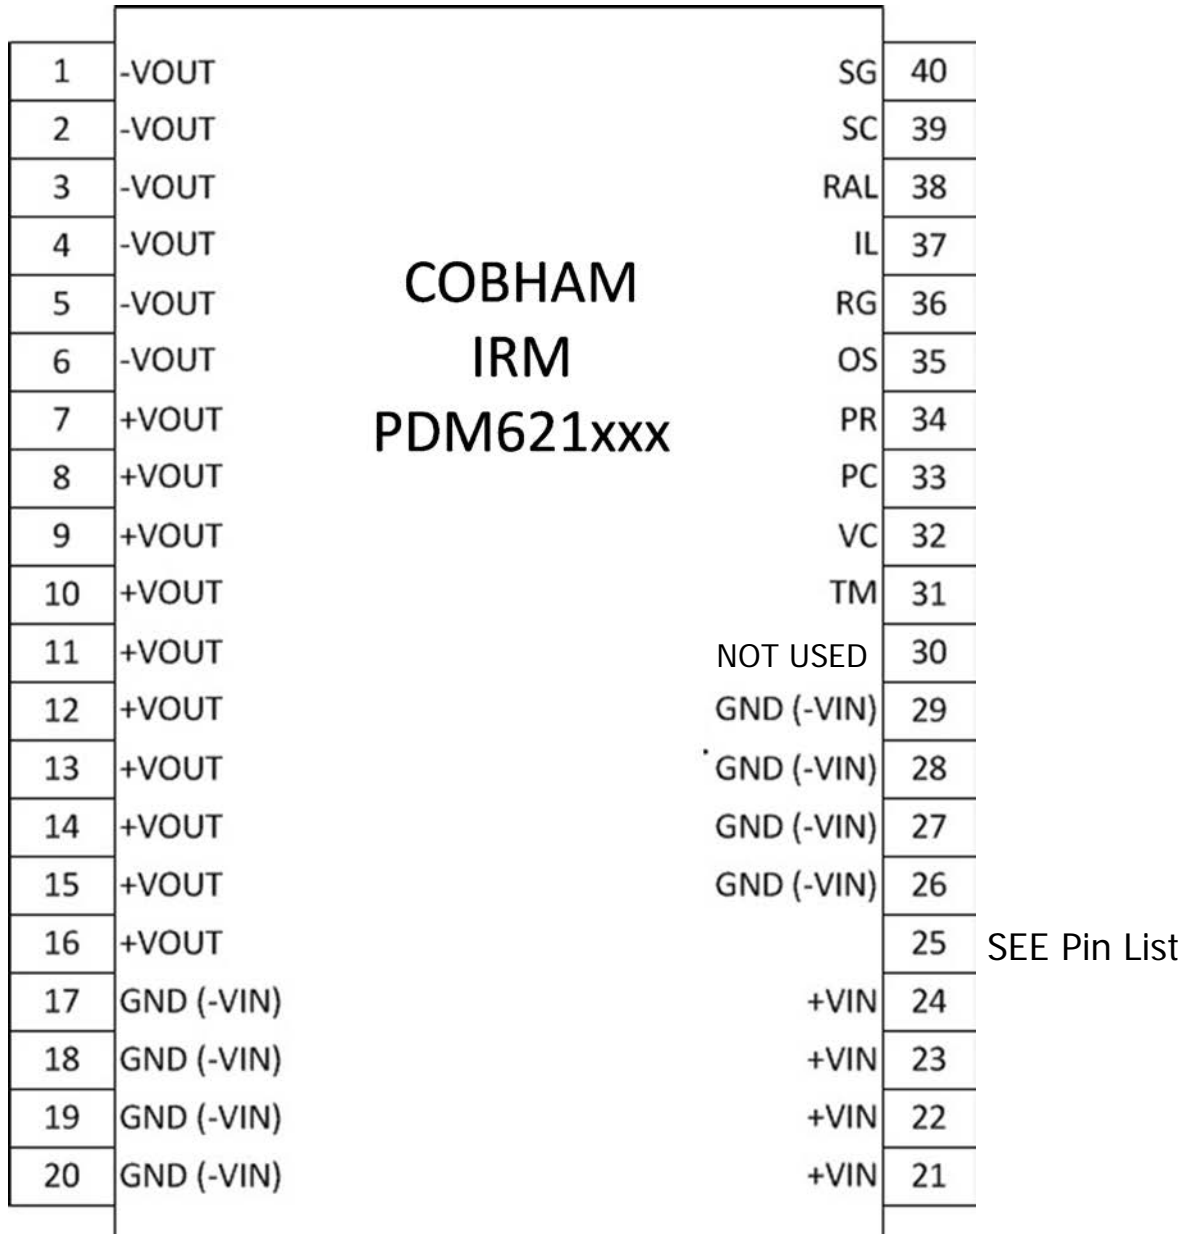 1 -VOUT SG 40
2 -VOUT SC 39
3 -VOUT RAL 38
4 -VOUT IL 37
5 -VOUT RG 36
6 -VOUT OS 35
7 +VOUT PR 34
8 +VOUT PC 33
9 +VOUT VC 32
10 +VOUT TM 31
11 +VOUT NOT USED 30
12 +VOUT GND (-VIN) 29
13 +VOUT GND (-VIN) 28
14 +VOUT GND (-VIN) 27
15 +VOUT GND (-VIN) 26
16 +VOUT 25 SEE Pin List
17 GND (-VIN) +VIN 24
18 GND (-VIN) +VIN 23
19 GND (-VIN) +VIN 22
20 GND (-VIN) +VIN 21
COBHAM
IRM
PDM621xxx